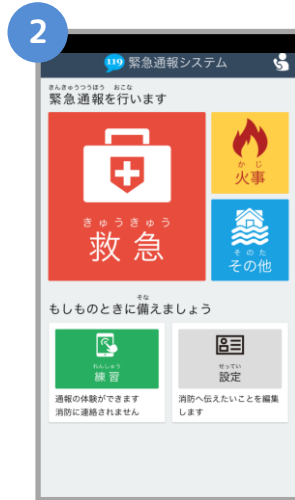 2
119 緊急通報システム
きんきゅうつうほう おこな
緊急通報を行います
きゅうきゅう
救急
かじ
火事
そのた
その他
そな
もしものときに備えましょう
れんしゅう
練習
通報の体験ができます
消防に連絡されません
せってい
設定
消防へ伝えたいことを編集
します